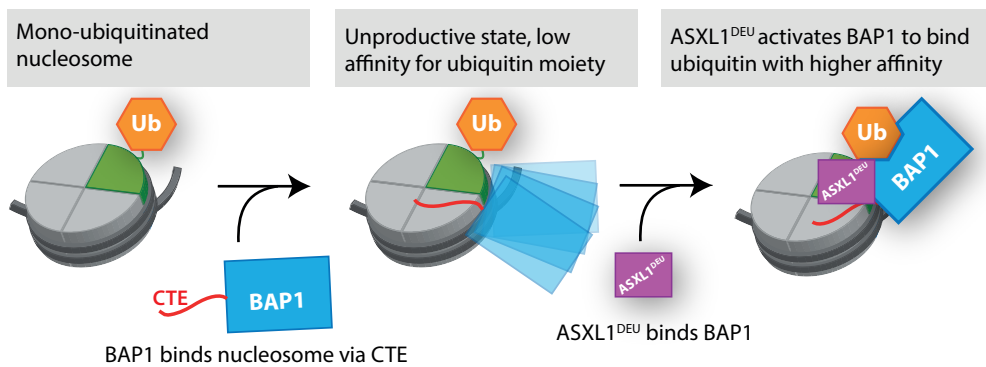 Mono-ubiquitinated
nucleosome
Unproductive state, low
affinity for ubiquitin moiety
ASXL1ᴰᴱᵁ activates BAP1 to bind
ubiquitin with higher affinity
Ub
Ub
Ub
BAP1
ASXL1ᴰᴱᵁ
CTE
BAP1
ASXL1ᴰᴱᵁ
BAP1 binds nucleosome via CTE
ASXL1ᴰᴱᵁ binds BAP1